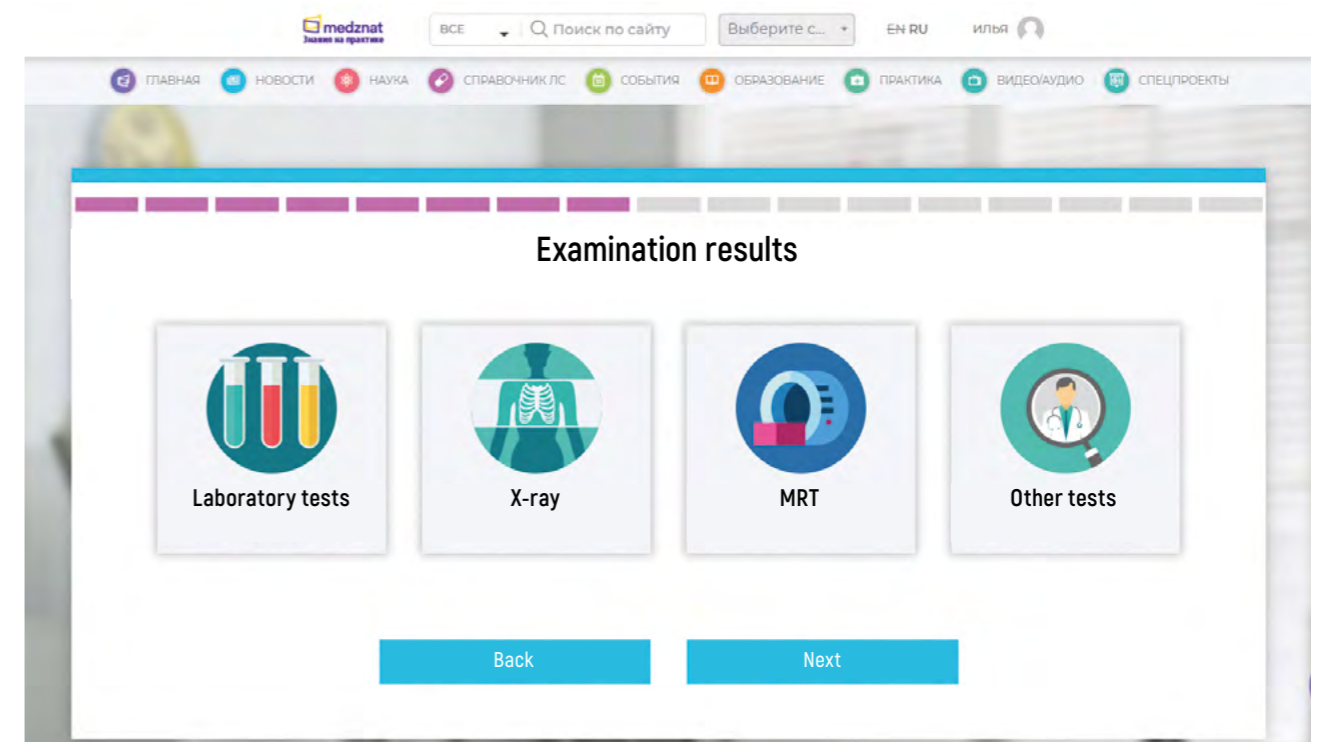 medznat
Знания на практике
ВСЕ
Поиск по сайту
Выберите с...
EN RU
илья
ГЛАВНАЯ
НОВОСТИ
НАУКА
СПРАВОЧНИК ЛС
СОБЫТИЯ
ОБРАЗОВАНИЕ
ПРАКТИКА
ВИДЕО/АУДИО
СПЕЦПРОЕКТЫ
Examination results
Laboratory tests
X-ray
MRT
Other tests
Back
Next